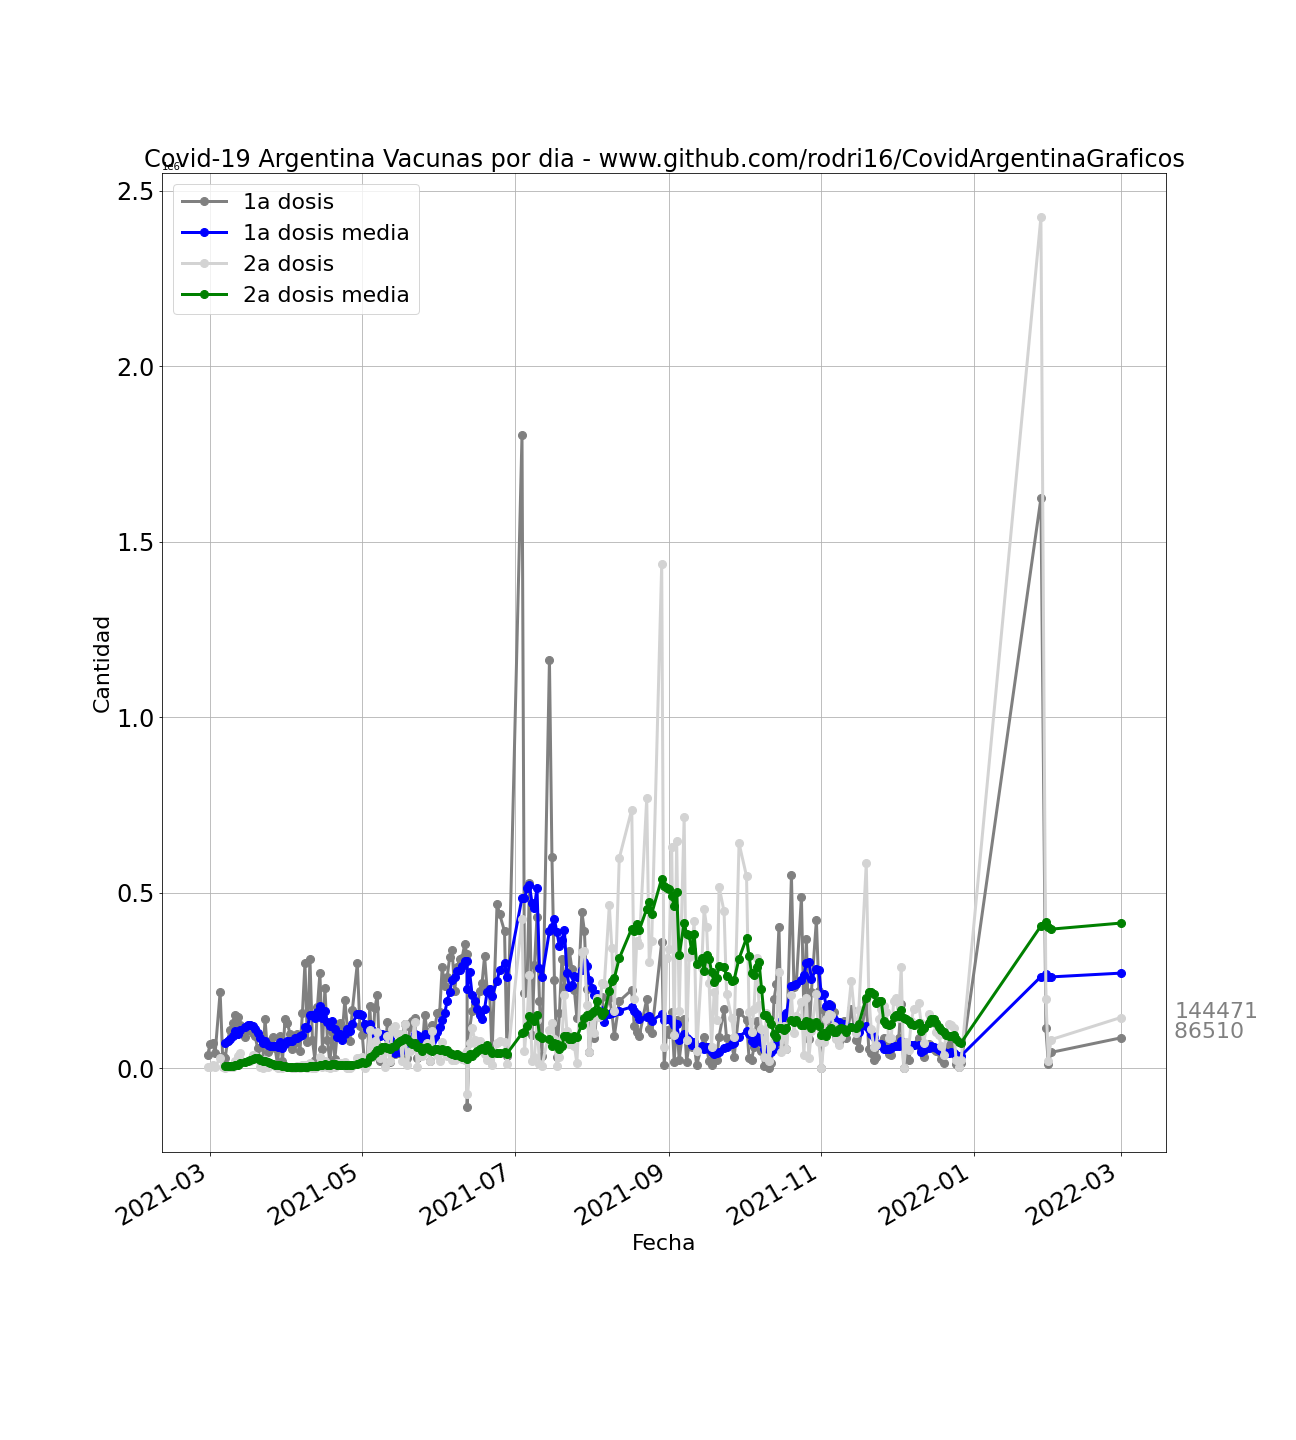 Covid-19 Argentina Vacunas por dia - www.github.com/rodri16/CovidArgentinaGraficos
1e6
1a dosis
1a dosis media
2a dosis
2a dosis media
2.5
2.0
1.5
1.0
0.5
0.0
Cantidad
144471
86510
2021-03
2021-05
2021-07
2021-09
2021-11
2022-01
2022-03
Fecha